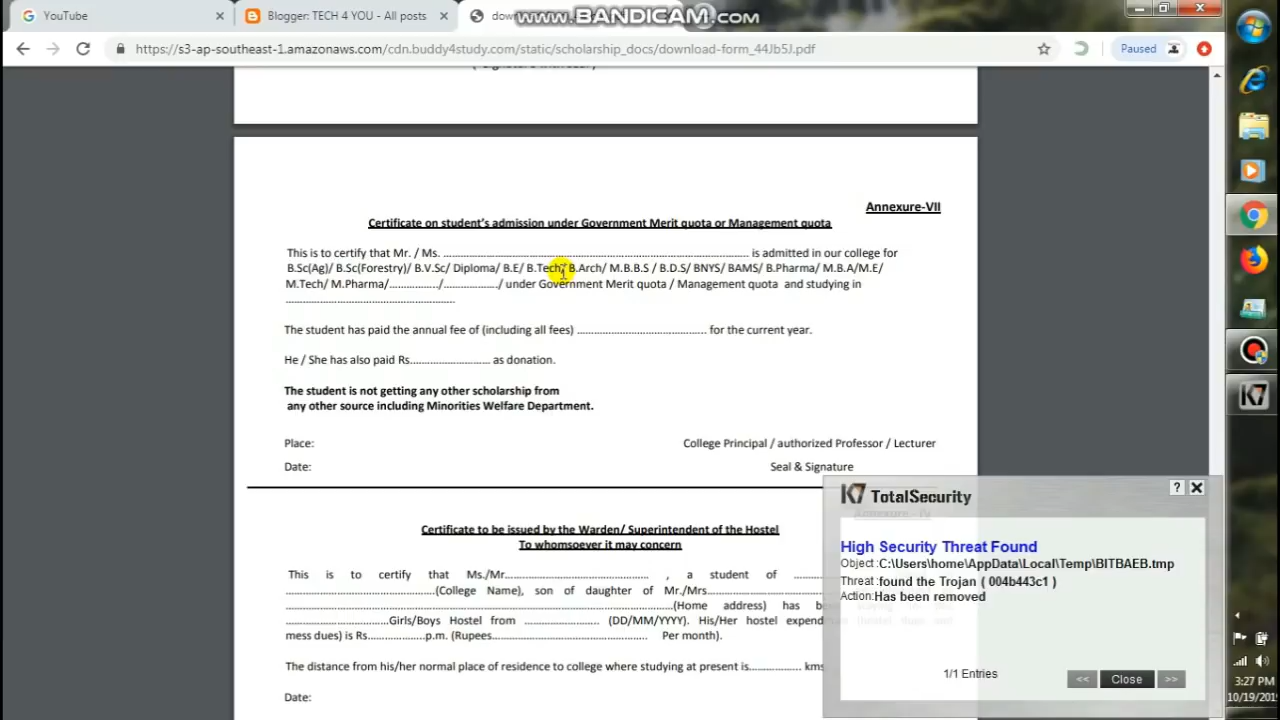 YouTube
Blogger: TECH 4 YOU - All posts
www.BANDICAM.COM
https://s3-ap-southeast-1.amazonaws.com/cdn.buddy4study.com/static/scholarship_docs/download-form_44Jb5J.pdf
Paused
Annexure-VII
Certificate on student's admission under Government Merit quota or Management quota
This is to certify that Mr. / Ms. ................................................................................ is admitted in our college for
B.Sc(Ag)/ B.Sc(Forestry)/ B.V.Sc/ Diploma/ B.E/ B.Tech/ B.Arch/ M.B.B.S / B.D.S/ BNYS/ BAMS/ B.Pharma/ M.B.A/M.E/
M.Tech/ M.Pharma/................/...................../ under Government Merit quota / Management quota and studying in
............................................
The student has paid the annual fee of (including all fees) .................................. for the current year.
He / She has also paid Rs..................... as donation.
The student is not getting any other scholarship from
any other source including Minorities Welfare Department.
Place:
College Principal / authorized Professor / Lecturer
Date:
Seal & Signature
Certificate to be issued by the Warden/ Superintendent of the Hostel
To whomsoever it may concern
This is to certify that Ms./Mr...................................... , a student of ..........
.......................................(College Name), son of daughter of Mr./Mrs..............................
.....................................................................................................(Home address) has
...........................Girls/Boys Hostel from .................... (DD/MM/YYYY). His/Her hostel
mess dues) is Rs................p.m. (Rupees........................................ Per month).
The distance from his/her normal place of residence to college where studying at present is.............. kms
Date:
K7 TotalSecurity
? X
High Security Threat Found
Object: C:\Users\home\AppData\Local\Temp\BITBAEB.tmp
Threat :found the Trojan ( 004b443c1 )
Action:Has been removed
1/1 Entries
<< Close >>
3:27 PM